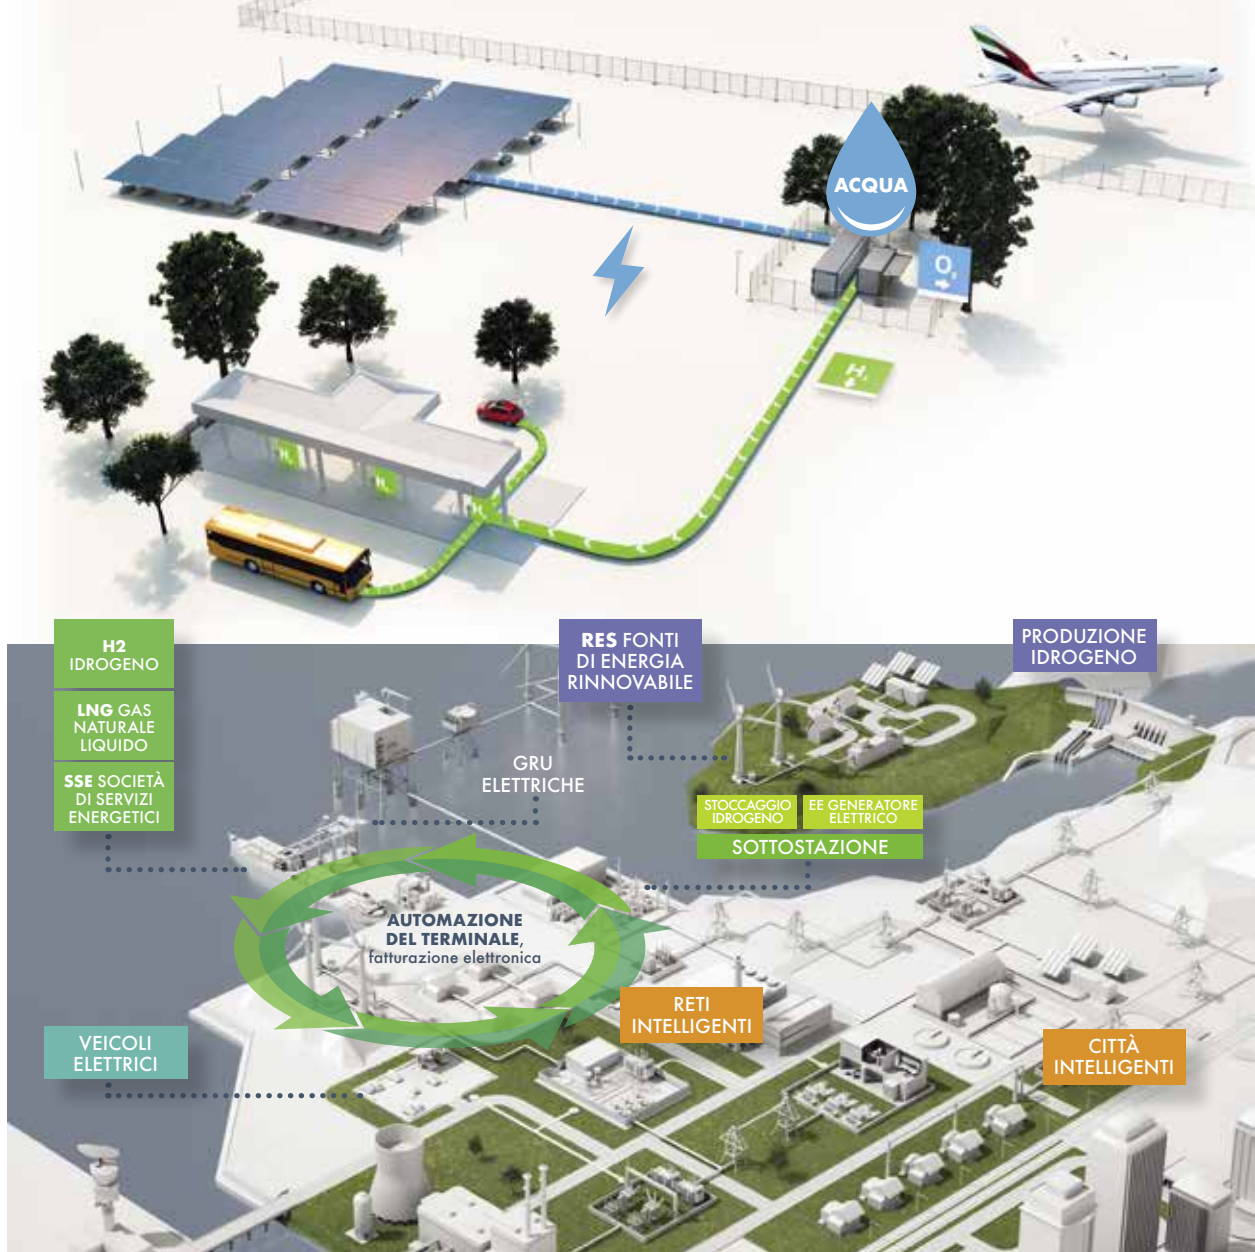 ACQUA
O2
H2
H2
H2
H2
IDROGENO
LNG GAS
NATURALE
LIQUIDO
SSE SOCIETÀ
DI SERVIZI
ENERGETICI
RES FONTI
DI ENERGIA
RINNOVABILE
PRODUZIONE
IDROGENO
GRU
ELETTRICHE
STOCCAGGIO
IDROGENO
EE GENERATORE
ELETTRICO
SOTTOSTAZIONE
AUTOMAZIONE
DEL TERMINALE,
fatturazione elettronica
RETI
INTELLIGENTI
VEICOLI
ELETTRICI
CITTÀ
INTELLIGENTI